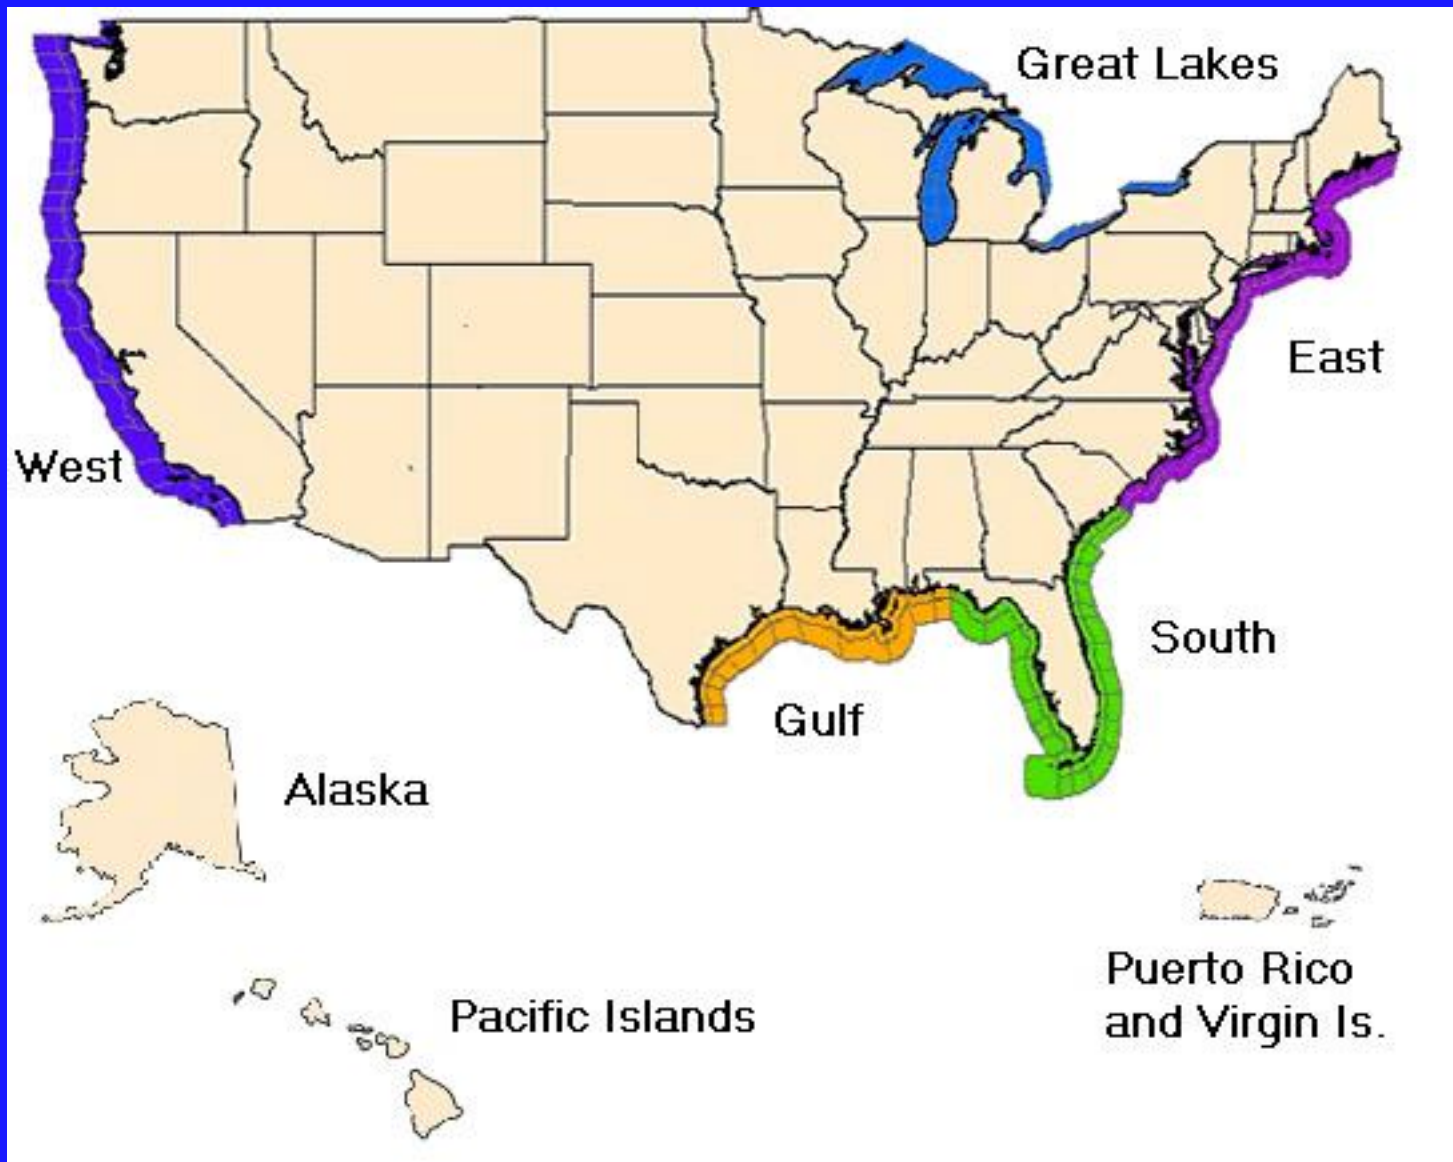 Great Lakes
East
West
South
Gulf
Alaska
Puerto Rico
and Virgin Is.
Pacific Islands